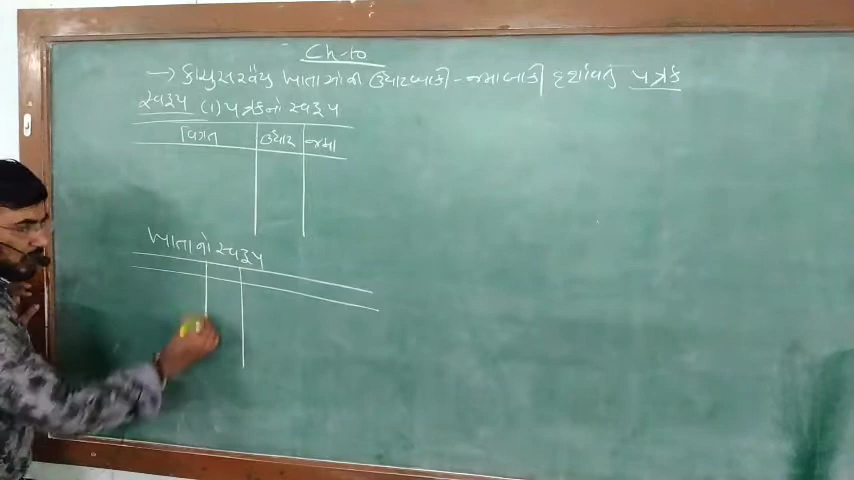 Ch-10
→ ખાતાઓની ઉધારબાકી - જમાબાકી દર્શાવતું પત્રક
સ્વરૂપ (1) પત્રકનો સ્વરૂપ
વિગત ઉધાર જમા
ખાતાનો સ્વરૂપ